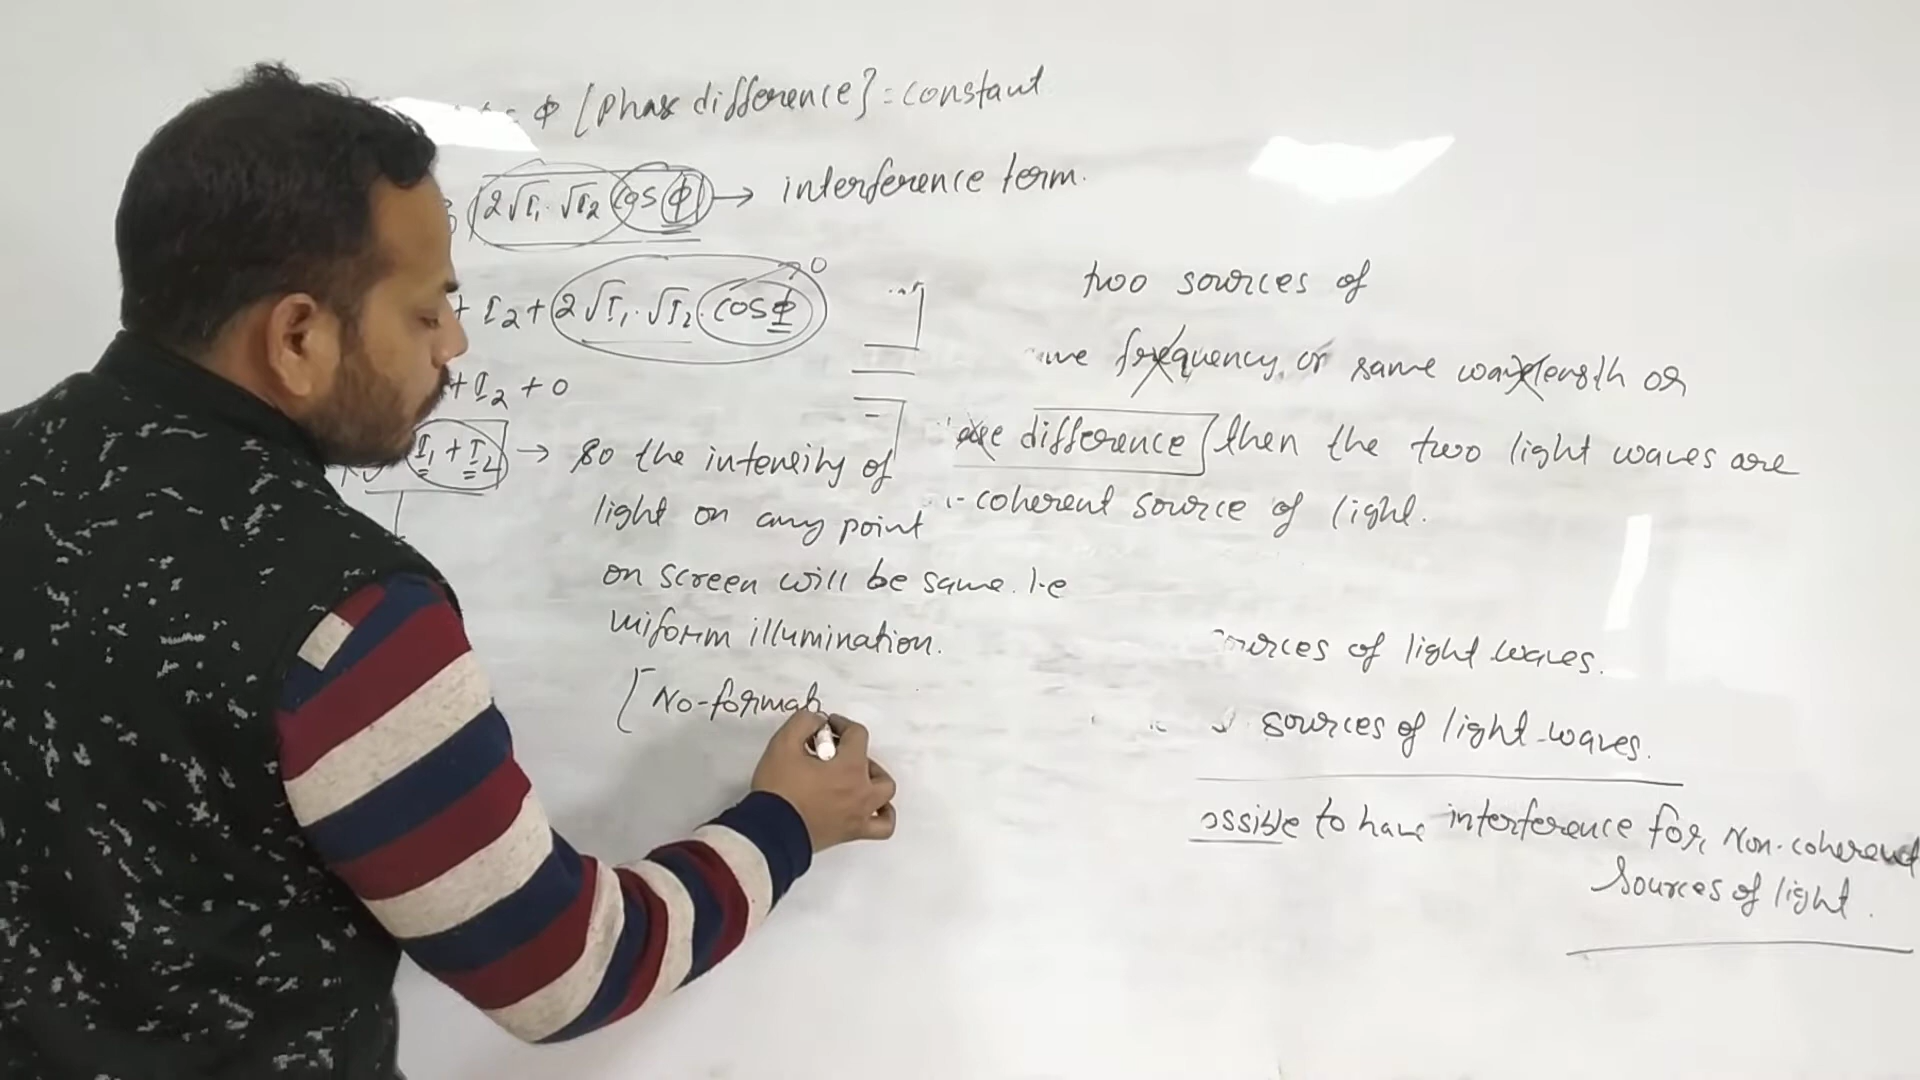 ϕ [Phase difference] = constant
2√I₁·√I₂ cos ϕ → interference term.
+ I₂ + 2√I₁·√I₂·cos ϕ → 0
+ I₂ + 0
I₁ + I₂ → so the intensity of
light on any point
on screen will be same. i.e
uniform illumination.
[No-format
two sources of
frequency, or same wavelength or
difference] then the two light waves are
coherent source of light.
sources of light waves.
sources of light-waves.
to have interference for Non-coherent
sources of light.